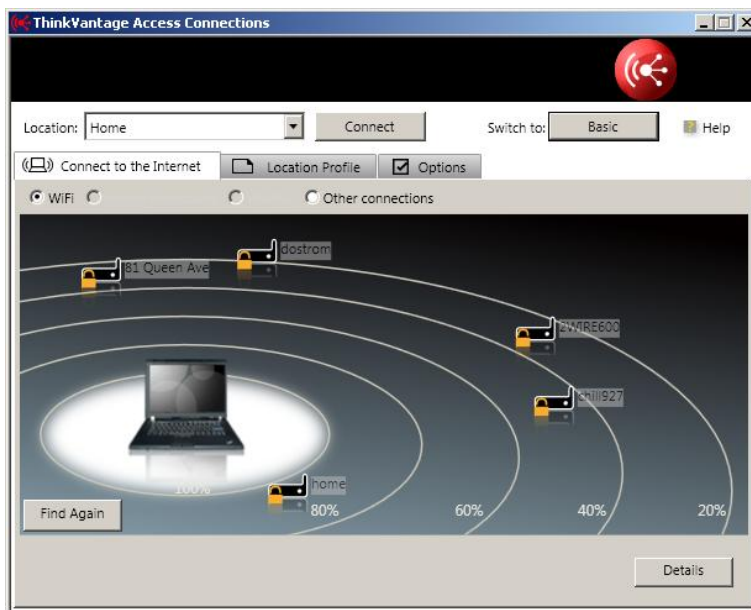 ThinkVantage Access Connections
Location: Home Connect Switch to: Basic Help
Connect to the Internet Location Profile Options
WiFi Other connections
dostrom
81 Queen Ave
2WIRE600
chill927
home
100% 80% 60% 40% 20%
Find Again
Details